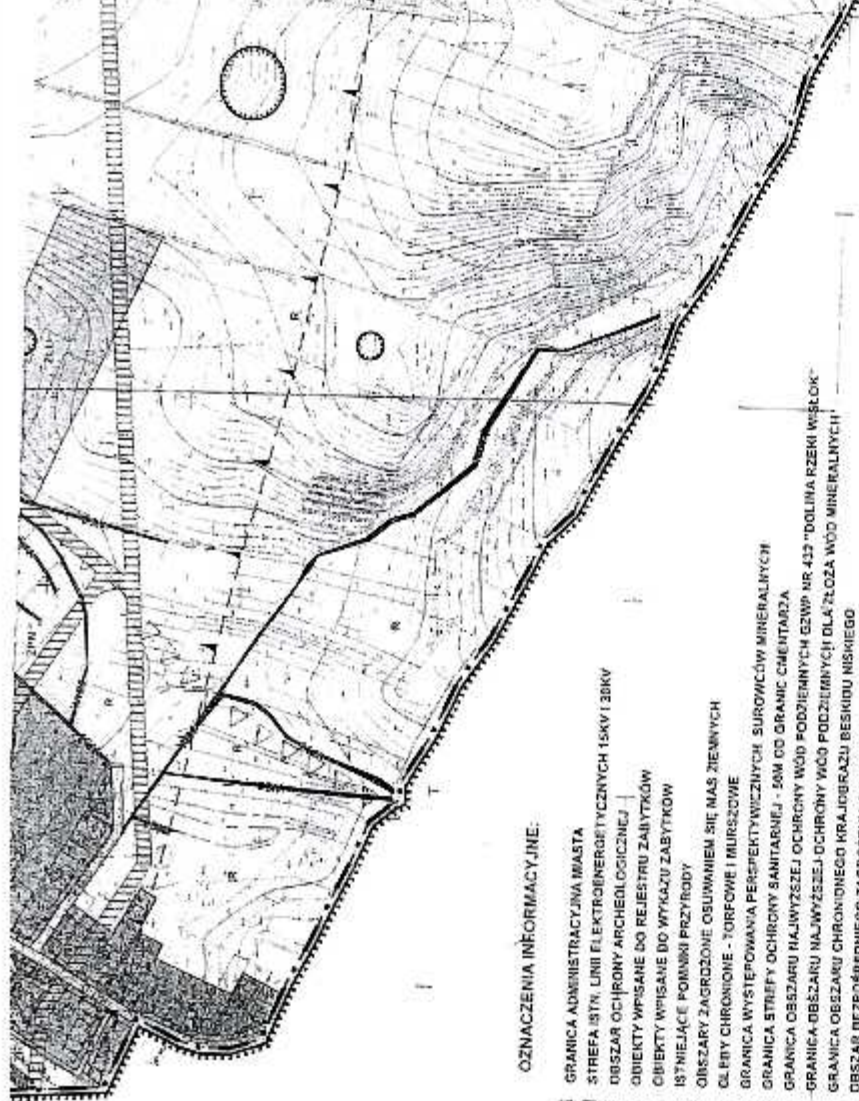 OZNACZENIA INFORMACYJNE:
GRANICA ADMINISTRACYJNA MIASTA
STREFA ISTN. LINII ELEKTROENERGETYCZNYCH 15KV I 30KV
OBSZAR OCHRONY ARCHEOLOGICZNEJ
OBIEKTY WPISANE DO REJESTRU ZABYTKÓW
OBIEKTY WPISANE DO WYKAZU ZABYTKÓW
ISTNIEJĄCE POMNIKI PRZYRODY
OBSZARY ZAGROŻONE OSUWANIEM SIĘ MAS ZIEMNYCH
GLEBY CHRONIONE - TORFOWE I MURSZOWE
GRANICA WYSTĘPOWANIA PERSPEKTYWICZNYCH SUROWCÓW MINERALNYCH
GRANICA STREFY OCHRONY SANITARNEJ - 50M OD GRANIC CMENTARZA
GRANICA OBSZARU NAJWYŻSZEJ OCHRONY WÓD PODZIEMNYCH GZWP NR 432 "DOLINA RZEKI WISŁOK"
GRANICA OBSZARU NAJWYŻSZEJ OCHRONY WÓD PODZIEMNYCH DLA ZŁOŻA WÓD MINERALNYCH
GRANICA OBSZARU CHRONIONEGO KRAJOBRAZU BESKIDU NISKIEGO
R
R
R
R
R
ZLU